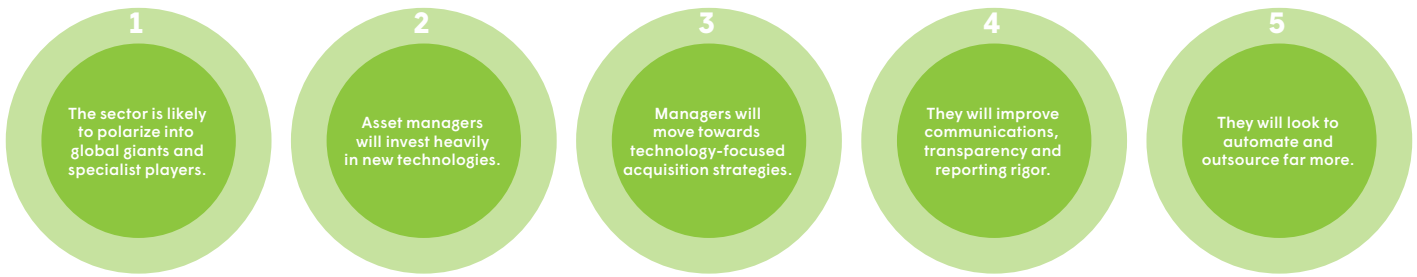 1
The sector is likely
to polarize into
global giants and
specialist players.
2
Asset managers
will invest heavily
in new technologies.
3
Managers will
move towards
technology-focused
acquisition strategies.
4
They will improve
communications,
transparency and
reporting rigor.
5
They will look to
automate and
outsource far more.